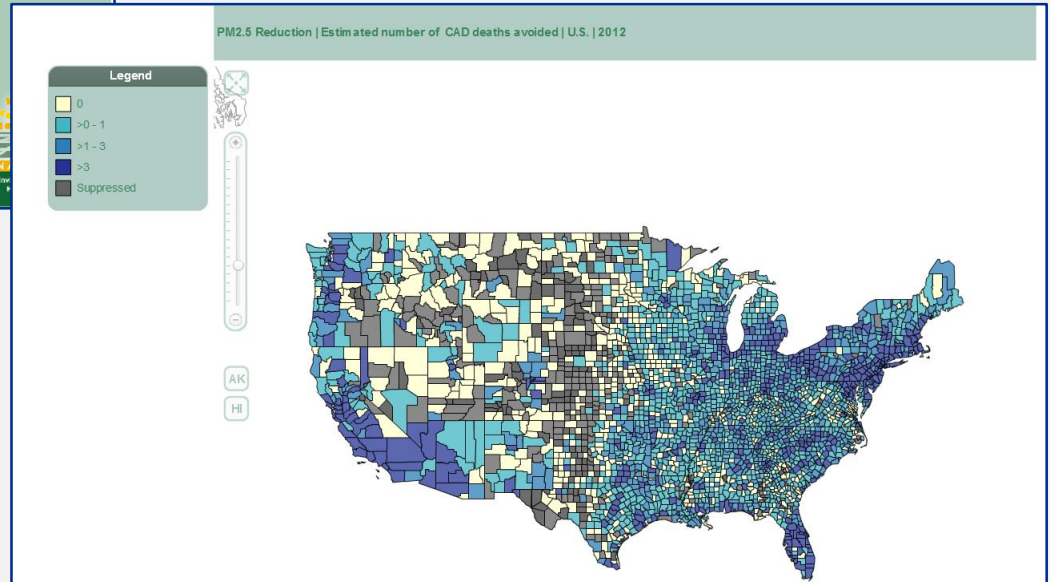 PM2.5 Reduction | Estimated number of CAD deaths avoided | U.S. | 2012
Legend
0
>0 - 1
>1 - 3
>3
Suppressed
AK
HI